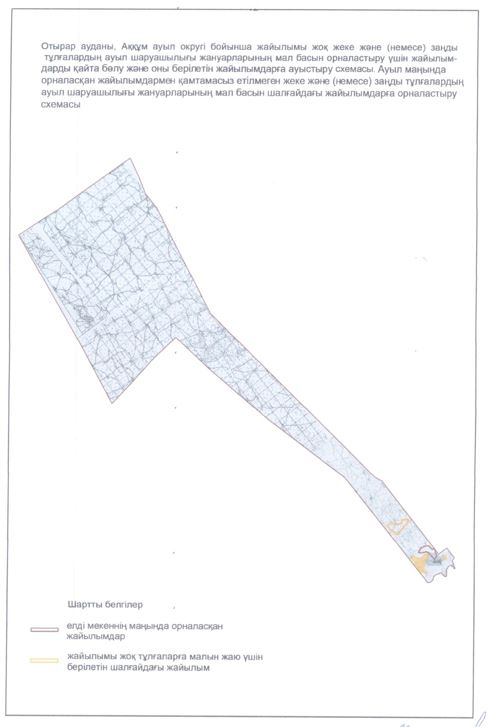 Отырар ауданы, Аққұм ауыл округі бойынша жайылымы жоқ жеке және (немесе) заңды
тұлғалардың ауыл шаруашылығы жануарларының мал басын орналастыру үшін жайылым-
дарды қайта бөлу және оны берілетін жайылымдарға ауыстыру схемасы. Ауыл маңында
орналасқан жайылымдармен қамтамасыз етілмеген жеке және (немесе) заңды тұлғалардың
ауыл шаруашылығы жануарларының мал басын шалғайдағы жайылымдарға орналастыру
схемасы
Шартты белгілер
елді мекеннің маңында орналасқан
жайылымдар
жайылымы жоқ тұлғаларға малын жаю үшін
берілетін шалғайдағы жайылым